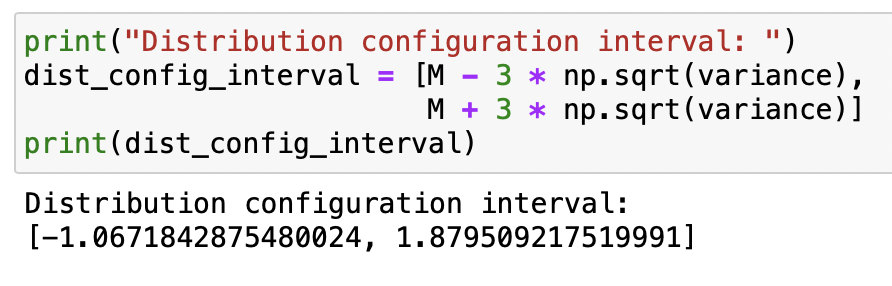 print("Distribution configuration interval: ")
dist_config_interval = [M - 3 * np.sqrt(variance),
                        M + 3 * np.sqrt(variance)]
print(dist_config_interval)
Distribution configuration interval:
[-1.0671842875480024, 1.879509217519991]